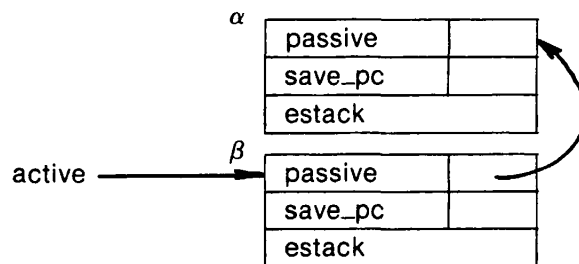 α
passive
save_pc
estack
β
active
passive
save_pc
estack